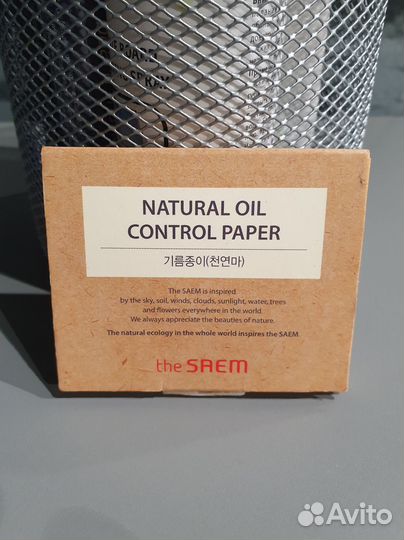 NATURAL OIL
CONTROL PAPER
기름종이(천연마)
The SAEM is inspired
by the sky, soil, winds, clouds, sunlight, water, trees
and flowers everywhere in the world.
We always appreciate the beauties of nature.
The natural ecology in the whole world inspires the SAEM.
the SAEM
Avito